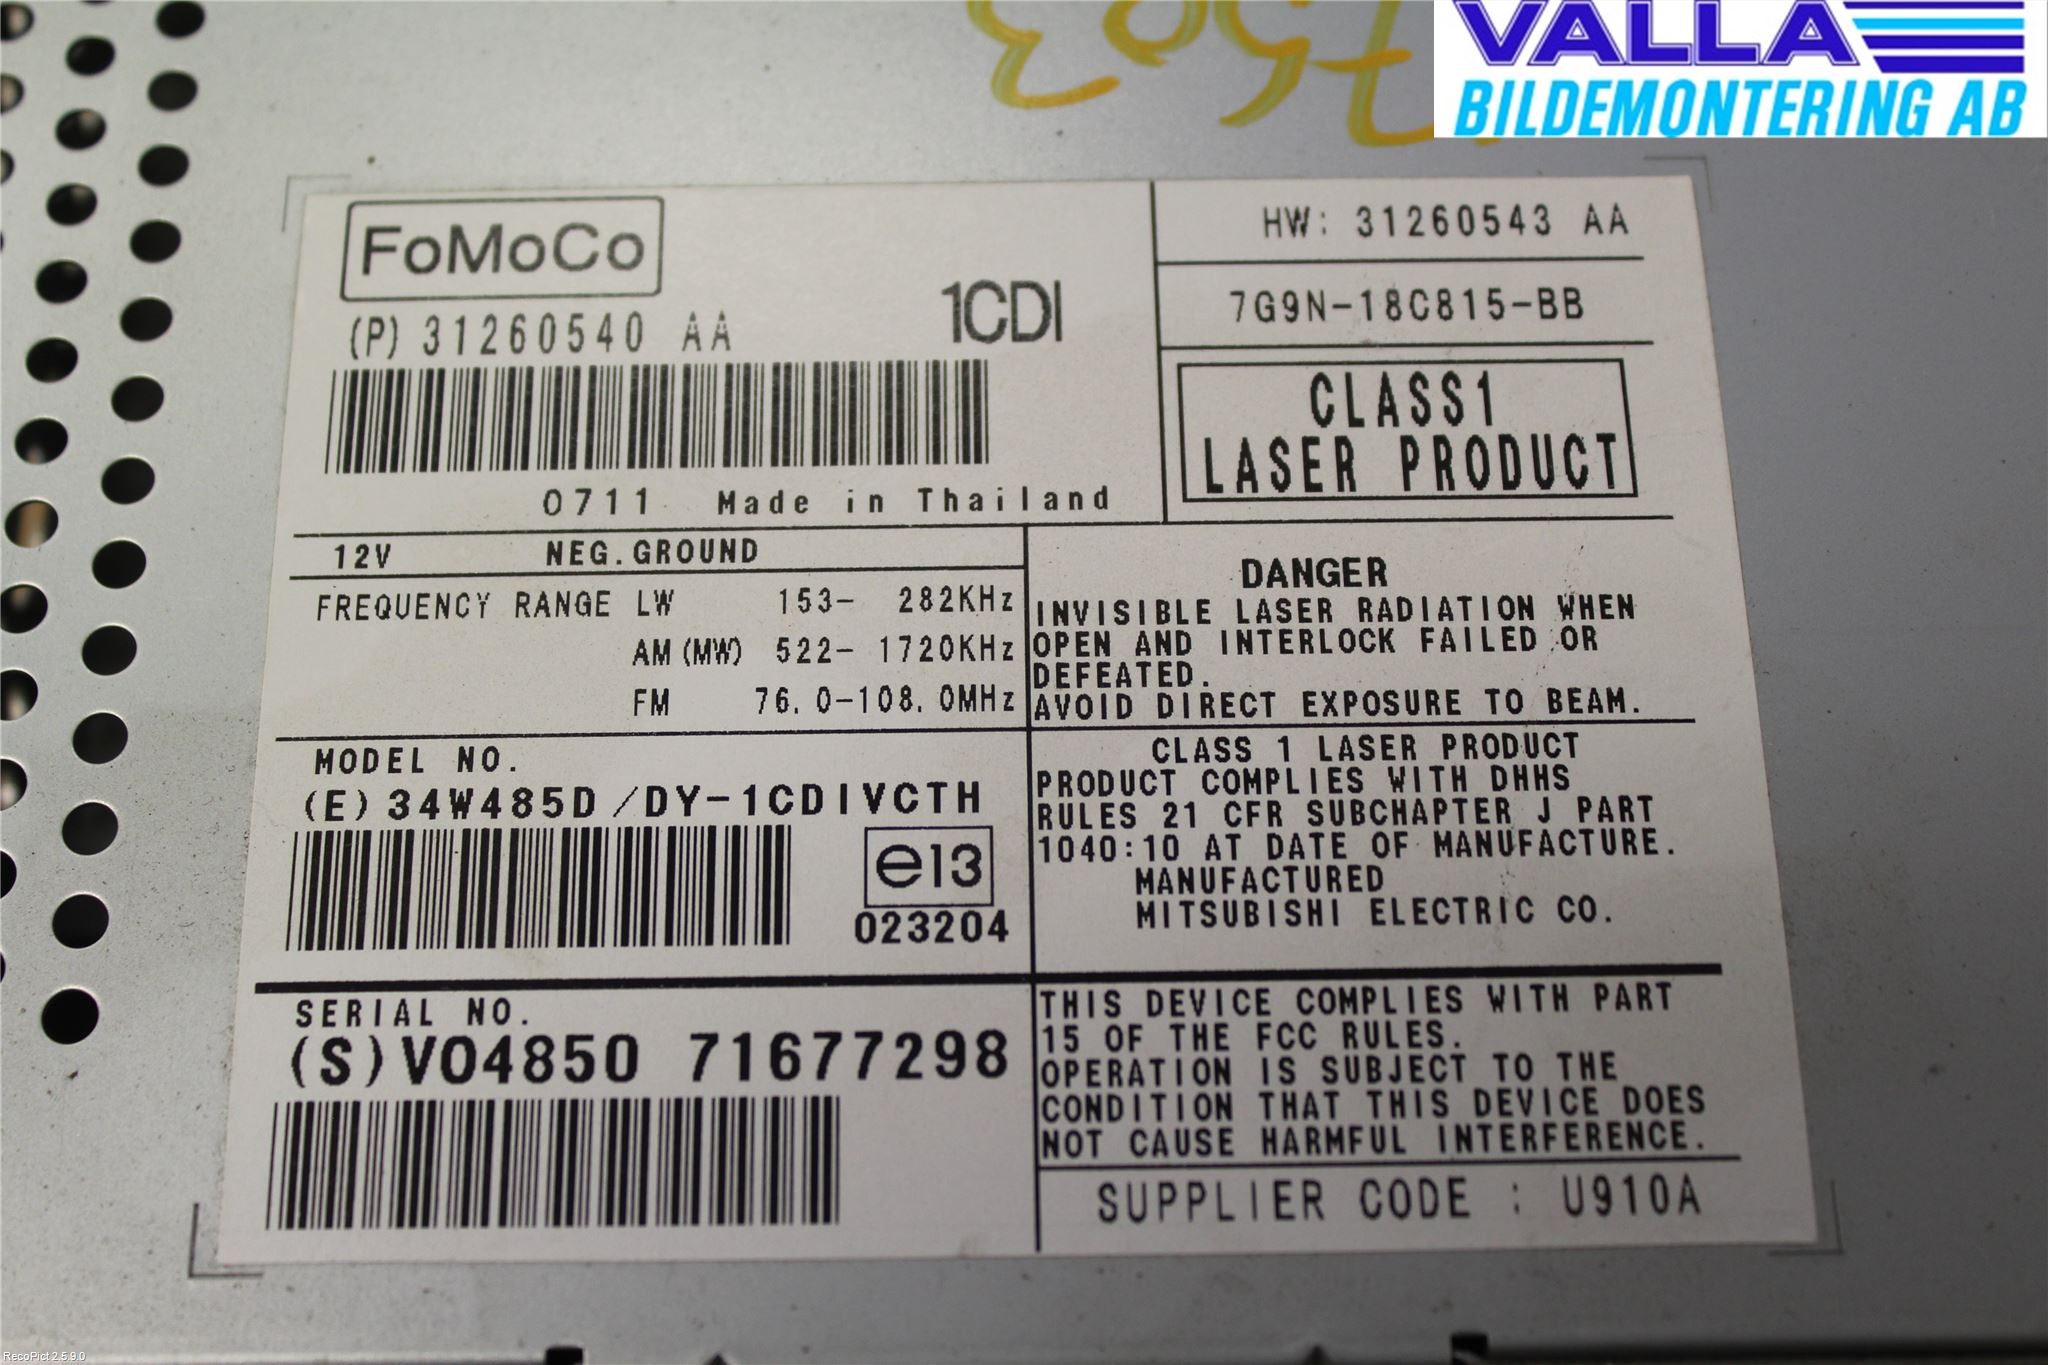 VALLA
BILDEMONTERING AB
FoMoCo
(P) 31260540 AA
1CDI
0711 Made in Thailand
HW: 31260543 AA
7G9N-18C815-BB
CLASS1
LASER PRODUCT
12V NEG.GROUND
FREQUENCY RANGE LW 153- 282KHz
AM (MW) 522- 1720KHz
FM 76.0-108.0MHz
DANGER
INVISIBLE LASER RADIATION WHEN
OPEN AND INTERLOCK FAILED OR
DEFEATED.
AVOID DIRECT EXPOSURE TO BEAM.
MODEL NO.
(E) 34W485D /DY-1CDIVCTH
e13
023204
CLASS 1 LASER PRODUCT
PRODUCT COMPLIES WITH DHHS
RULES 21 CFR SUBCHAPTER J PART
1040:10 AT DATE OF MANUFACTURE.
MANUFACTURED
MITSUBISHI ELECTRIC CO.
SERIAL NO.
(S) V04850 71677298
THIS DEVICE COMPLIES WITH PART
15 OF THE FCC RULES.
OPERATION IS SUBJECT TO THE
CONDITION THAT THIS DEVICE DOES
NOT CAUSE HARMFUL INTERFERENCE.
SUPPLIER CODE : U910A
RecoPict 2.5.9.0